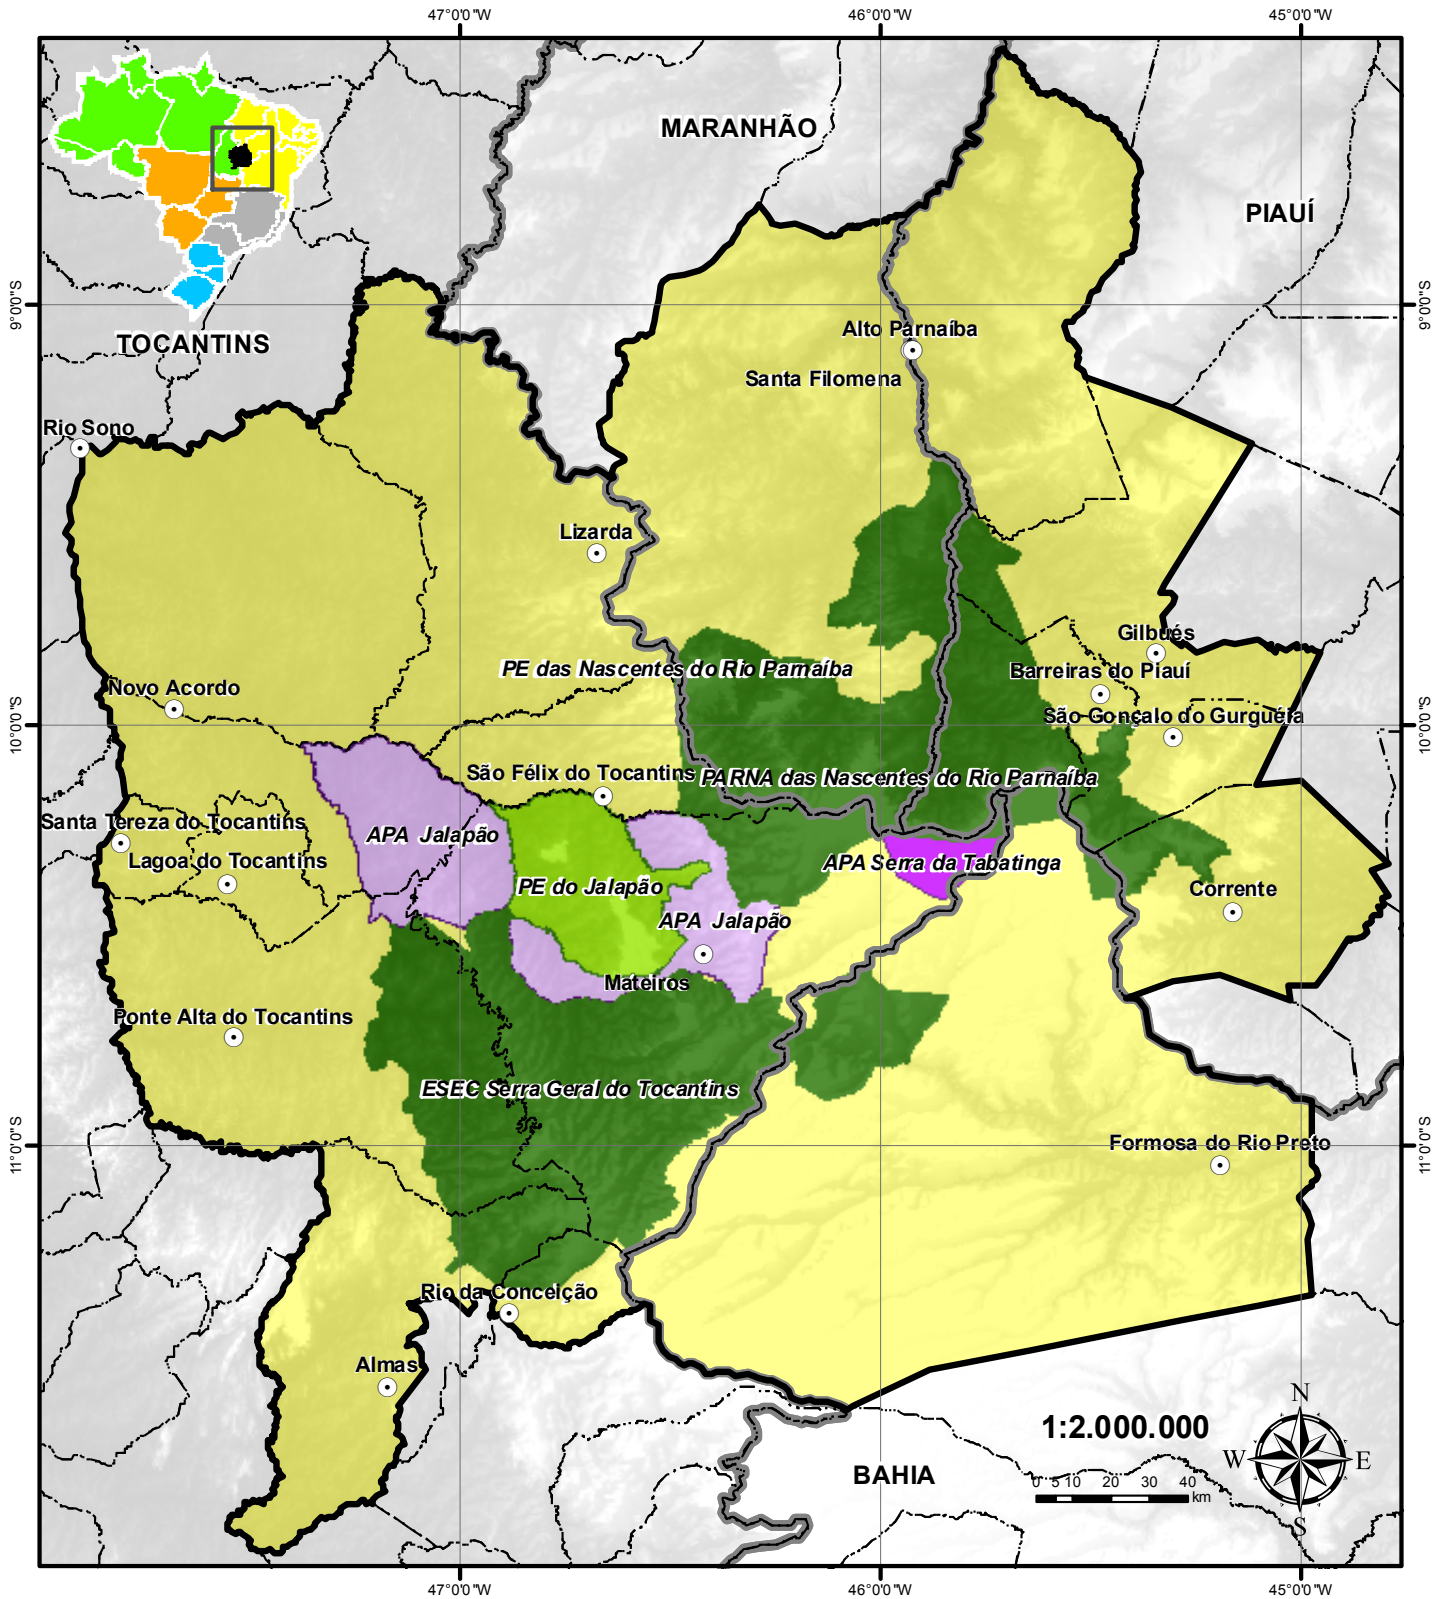 47°0'0"W
46°0'0"W
45°0'0"W
MARANHÃO
PIAUÍ
9°0'0"S
9°0'0"S
Alto Parnaíba
TOCANTINS
Santa Filomena
Rio Sono
Lizarda
Gilbués
PE das Nascentes do Rio Parnaíba
Barreiras do Piauí
Novo Acordo
São Gonçalo do Gurguéia
10°0'0"S
10°0'0"S
São Félix do Tocantins
PARNA das Nascentes do Rio Parnaíba
Santa Tereza do Tocantins
APA Jalapão
Lagoa do Tocantins
APA Serra da Tabatinga
PE do Jalapão
Corrente
APA Jalapão
Mateiros
Ponte Alta do Tocantins
ESEC Serra Geral do Tocantins
11°0'0"S
Formosa do Rio Preto
11°0'0"S
Rio da Conceição
Almas
N
1:2.000.000
W
E
BAHIA
0 5 10 20 30 40
km
S
47°0'0"W
46°0'0"W
45°0'0"W